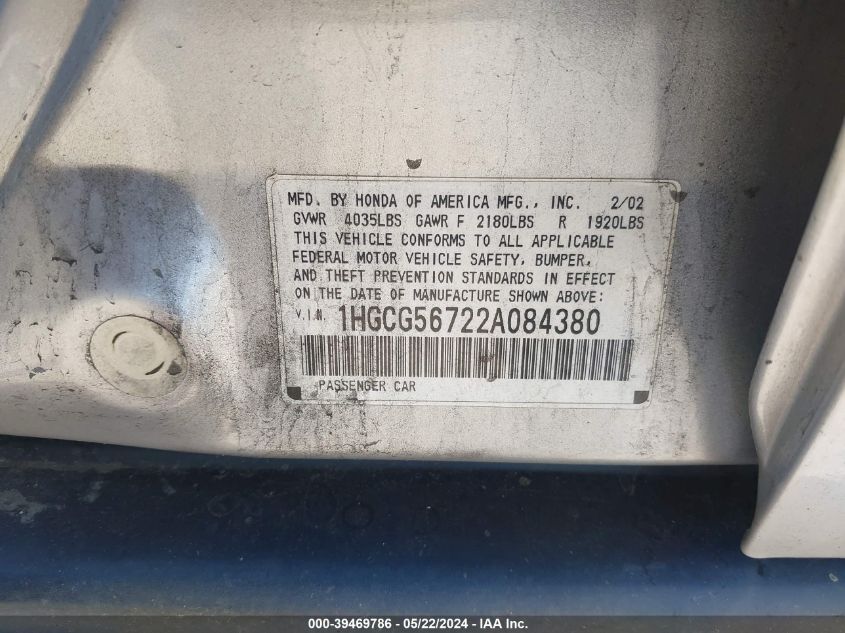 MFD. BY HONDA OF AMERICA MFG., INC. 2/02
GVWR 4035LBS GAWR F 2180LBS R 1920LBS
THIS VEHICLE CONFORMS TO ALL APPLICABLE
FEDERAL MOTOR VEHICLE SAFETY, BUMPER,
AND THEFT PREVENTION STANDARDS IN EFFECT
ON THE DATE OF MANUFACTURE SHOWN ABOVE:
V.I.N. 1HGCG56722A084380
PASSENGER CAR
000-39469786 - 05/22/2024 - © IAA, Inc.